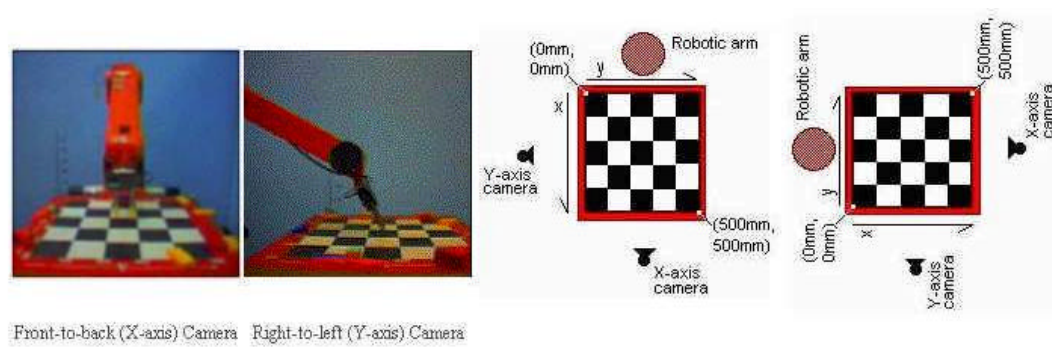 Front-to-back (X-axis) Camera
Right-to-left (Y-axis) Camera
(0mm,
0mm)
Robotic arm
y
x
Y-axis
camera
(500mm,
500mm)
X-axis
camera
Robotic arm
(500mm,
500mm)
X-axis
camera
y
(0mm,
0mm)
x
Y-axis
camera